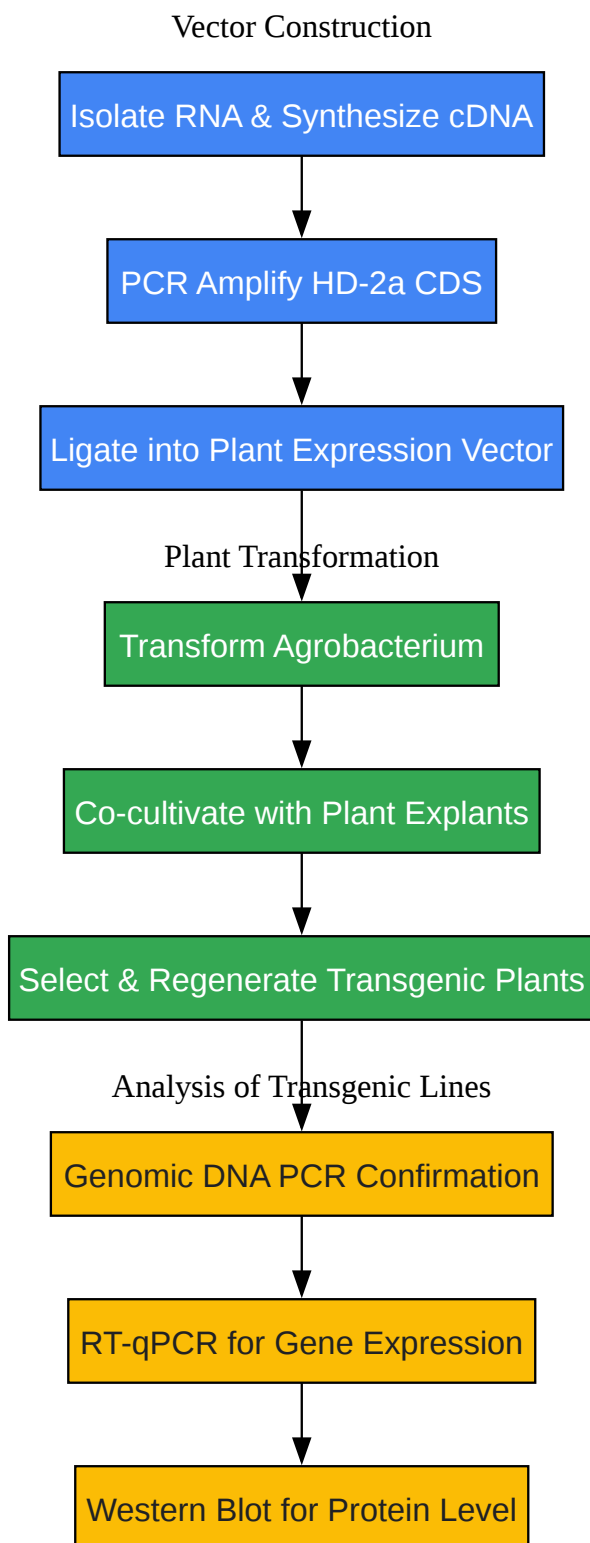 Vector Construction
Isolate RNA & Synthesize cDNA
PCR Amplify HD-2a CDS
Ligate into Plant Expression Vector
Plant Transformation
Transform Agrobacterium
Co-cultivate with Plant Explants
Select & Regenerate Transgenic Plants
Analysis of Transgenic Lines
Genomic DNA PCR Confirmation
RT-qPCR for Gene Expression
Western Blot for Protein Level